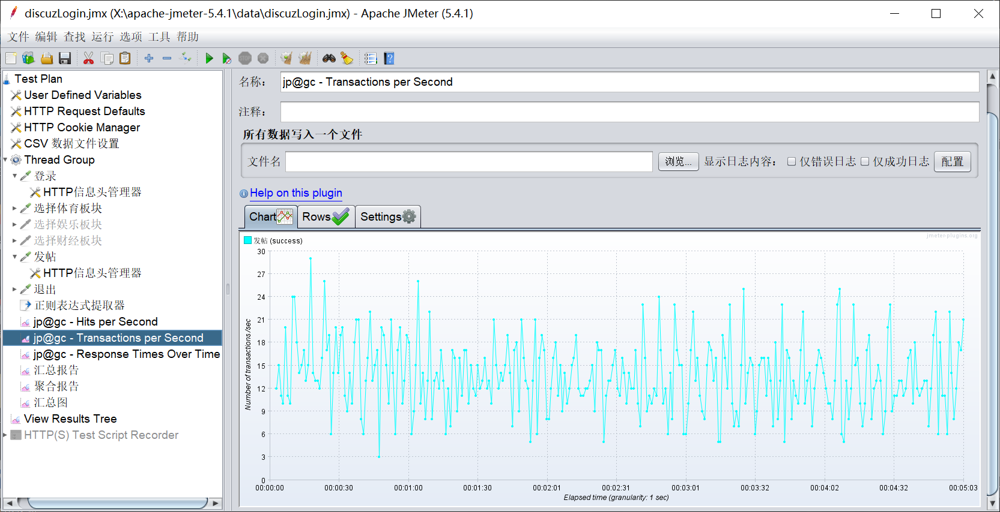 discuzLogin.jmx (X:\apache-jmeter-5.4.1\data\discuzLogin.jmx) - Apache JMeter (5.4.1)
文件 编辑 查找 运行 选项 工具 帮助
STOP
Test Plan
User Defined Variables
HTTP Request Defaults
HTTP Cookie Manager
CSV 数据文件设置
Thread Group
登录
HTTP信息头管理器
选择体育板块
选择娱乐板块
选择财经板块
发帖
HTTP信息头管理器
退出
正则表达式提取器
jp@gc - Hits per Second
jp@gc - Transactions per Second
jp@gc - Response Times Over Time
汇总报告
聚合报告
汇总图
View Results Tree
HTTP(S) Test Script Recorder
名称： jp@gc - Transactions per Second
注释：
所有数据写入一个文件
文件名 浏览... 显示日志内容： 仅错误日志 仅成功日志 配置
Help on this plugin
Chart Rows Settings
发帖 (success)
jmeter-plugins.org
30
27
24
21
18
15
12
9
6
3
0
Number of transactions /sec
00:00:00 00:00:30 00:01:00 00:01:30 00:02:01 00:02:31 00:03:01 00:03:32 00:04:02 00:04:32 00:05:03
Elapsed time (granularity: 1 sec)